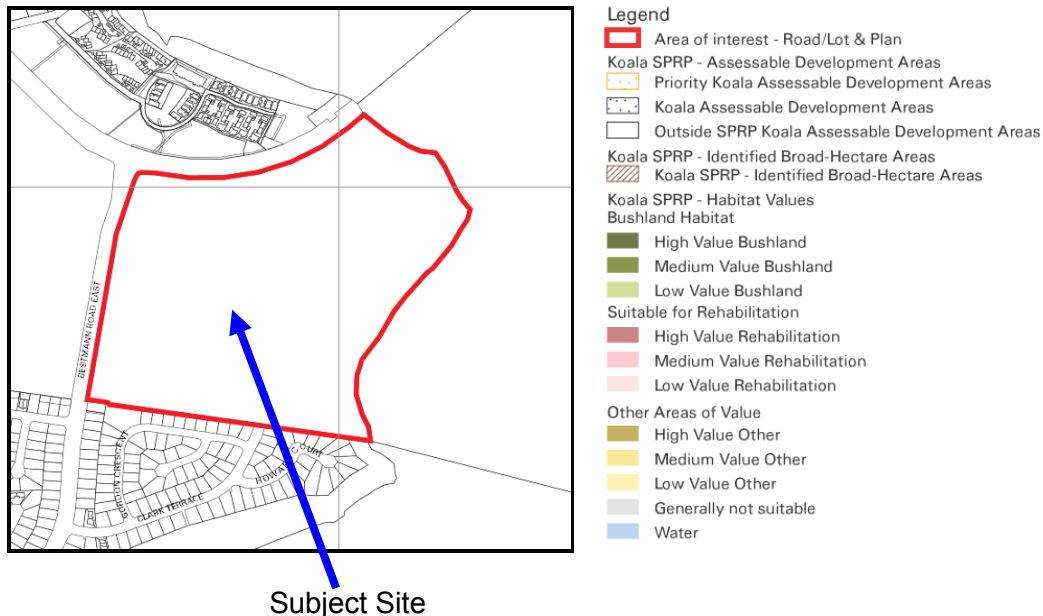 BESTMANN ROAD EAST
GORDON CRESCENT
CLARK TERRACE
COURT
Subject Site
Legend
Area of interest - Road/Lot & Plan
Koala SPRP - Assessable Development Areas
Priority Koala Assessable Development Areas
Koala Assessable Development Areas
Outside SPRP Koala Assessable Development Areas
Koala SPRP - Identified Broad-Hectare Areas
Koala SPRP - Identified Broad-Hectare Areas
Koala SPRP - Habitat Values
Bushland Habitat
High Value Bushland
Medium Value Bushland
Low Value Bushland
Suitable for Rehabilitation
High Value Rehabilitation
Medium Value Rehabilitation
Low Value Rehabilitation
Other Areas of Value
High Value Other
Medium Value Other
Low Value Other
Generally not suitable
Water